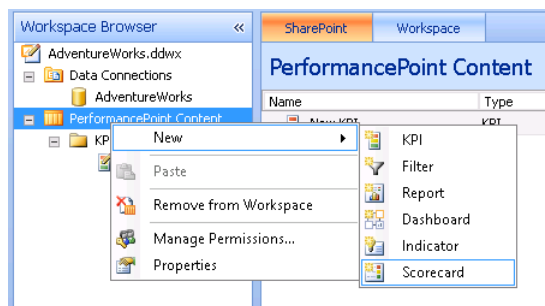 Workspace Browser «
SharePoint Workspace
AdventureWorks.ddwx
Data Connections
AdventureWorks
PerformancePoint Content
PerformancePoint Content
Name Type
New KPI KPI
KP
New
Paste
Remove from Workspace
Manage Permissions...
Properties
KPI
Filter
Report
Dashboard
Indicator
Scorecard